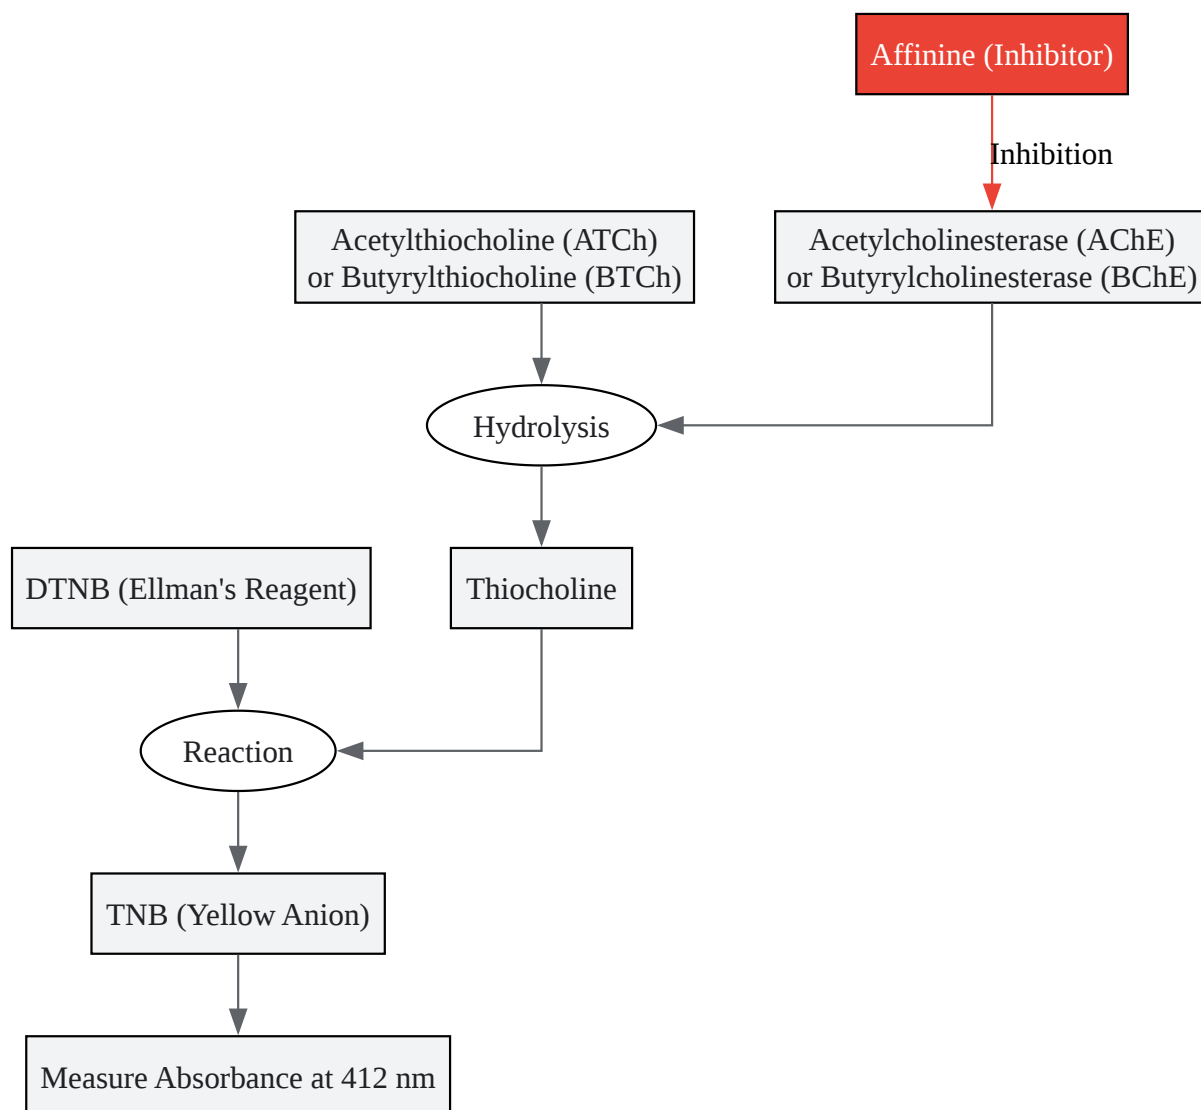 Affinine (Inhibitor)
Inhibition
Acetylthiocholine (ATCh)
or Butyrylthiocholine (BTCh)
Acetylcholinesterase (AChE)
or Butyrylcholinesterase (BChE)
Hydrolysis
DTNB (Ellman's Reagent)
Thiocholine
Reaction
TNB (Yellow Anion)
Measure Absorbance at 412 nm